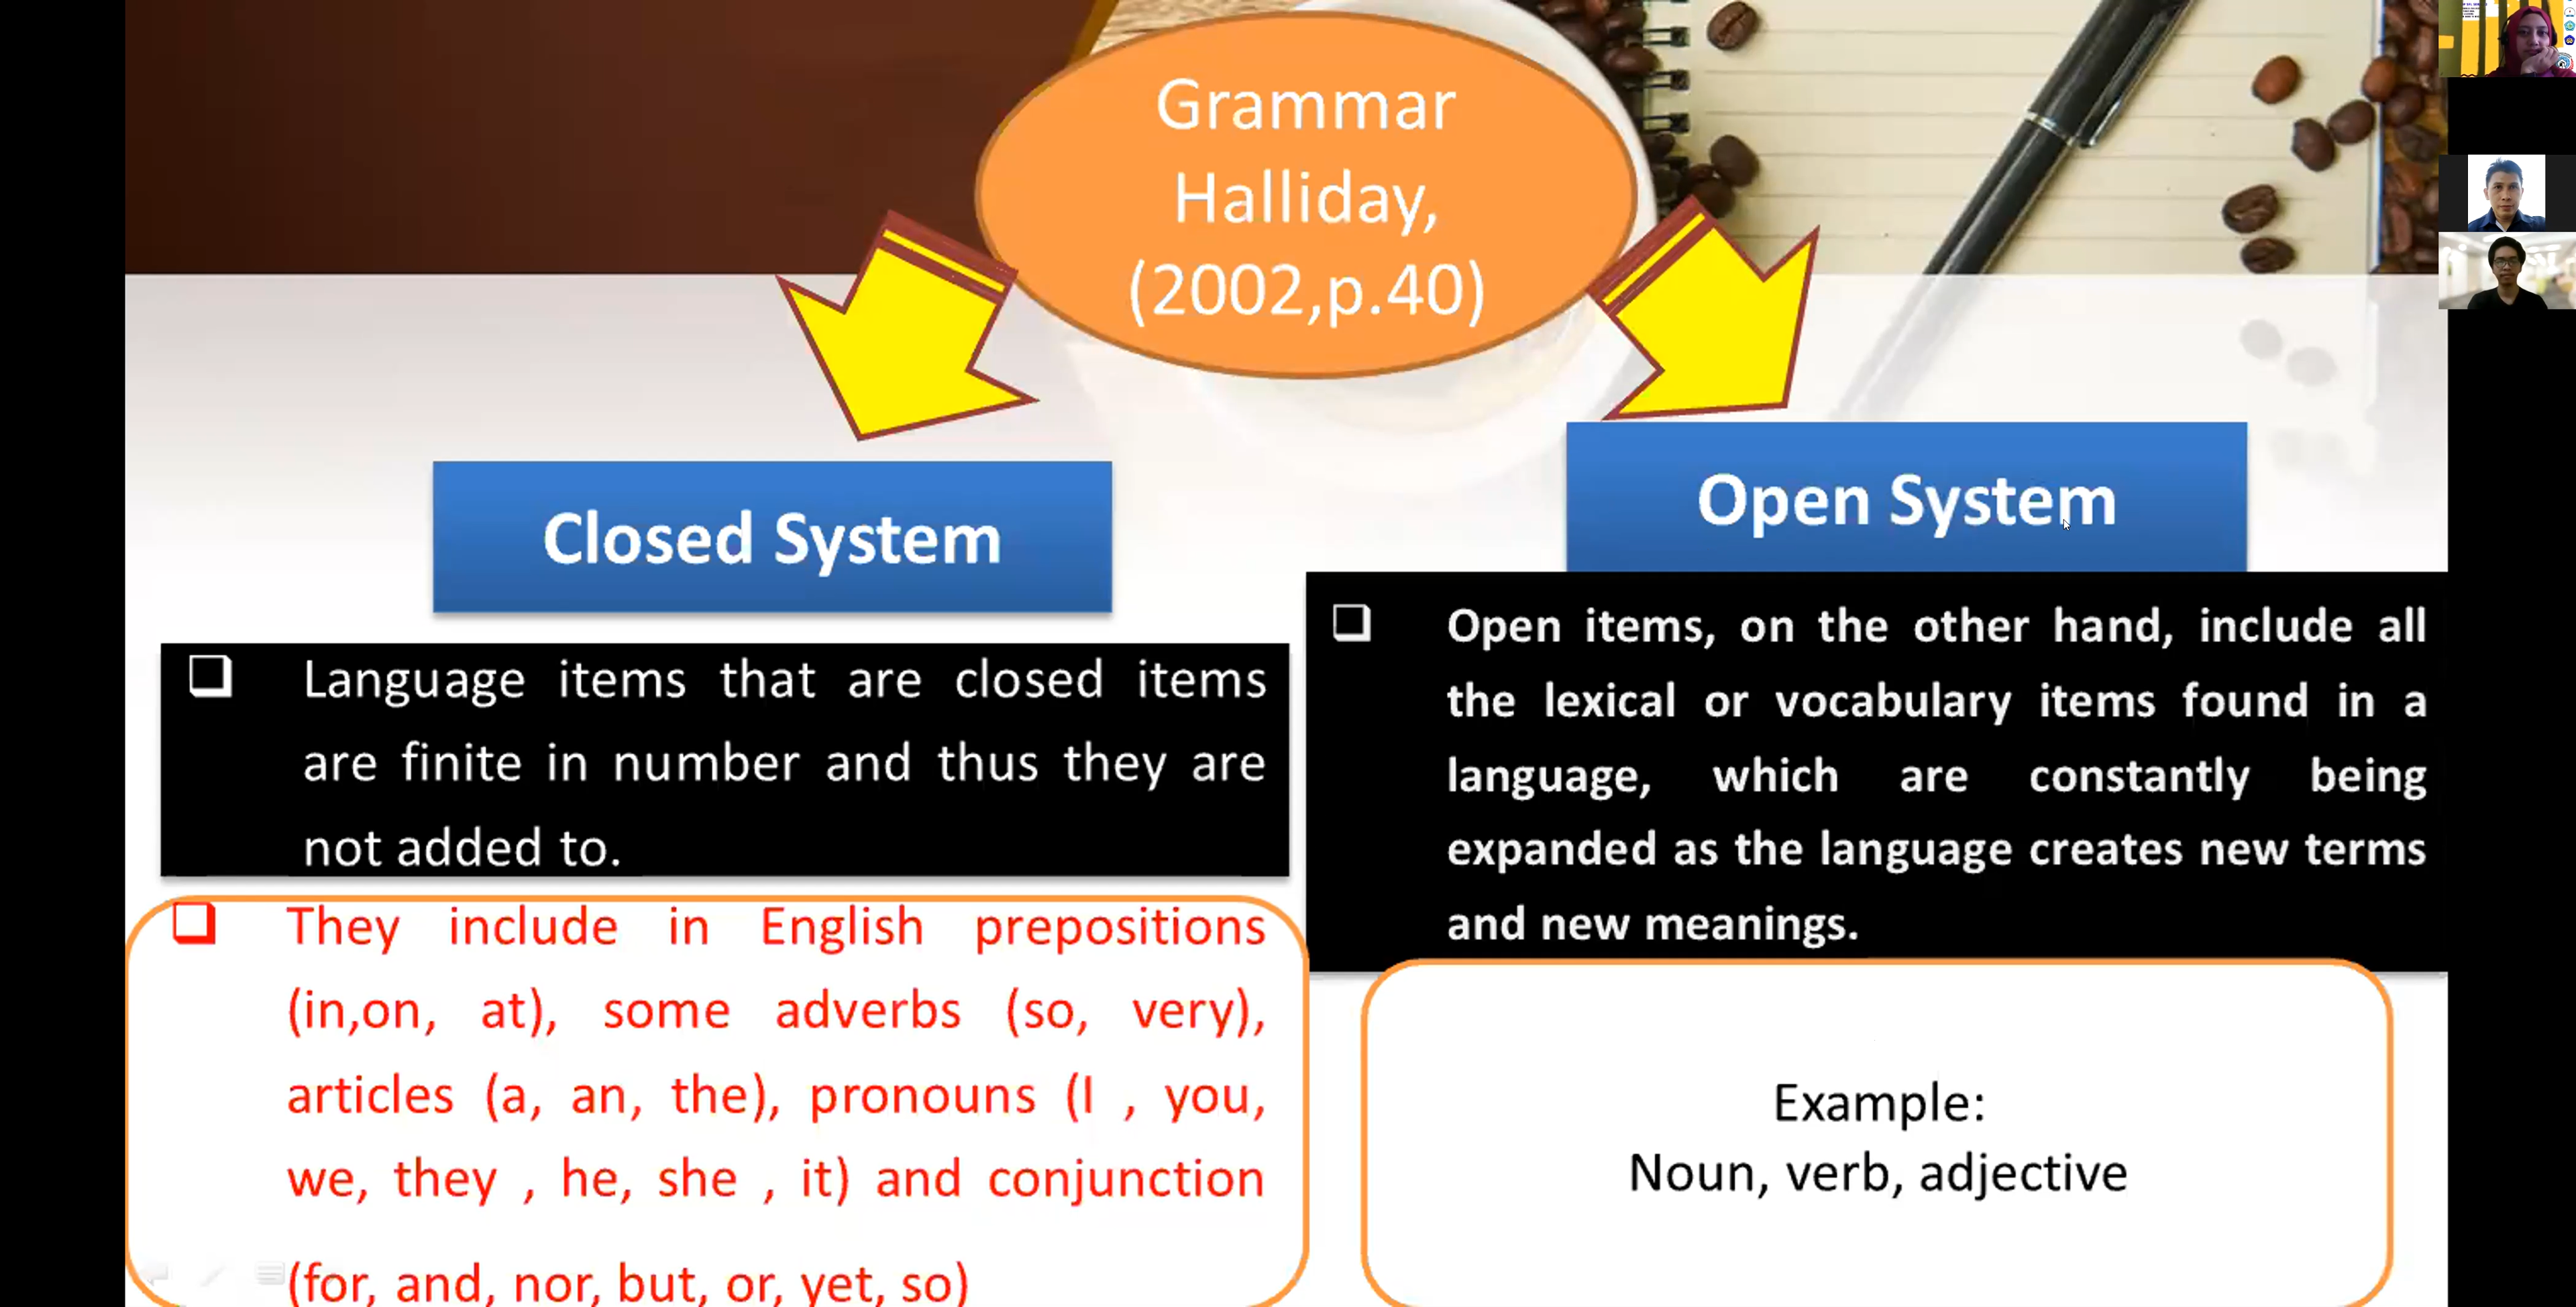 Grammar
Halliday,
(2002,p.40)
Closed System
Language items that are closed items
are finite in number and thus they are
not added to.
They include in English prepositions
(in,on, at), some adverbs (so, very),
articles (a, an, the), pronouns (I , you,
we, they , he, she , it) and conjunction
(for, and, nor, but, or, yet, so)
Open System
Open items, on the other hand, include all
the lexical or vocabulary items found in a
language, which are constantly being
expanded as the language creates new terms
and new meanings.
Example:
Noun, verb, adjective